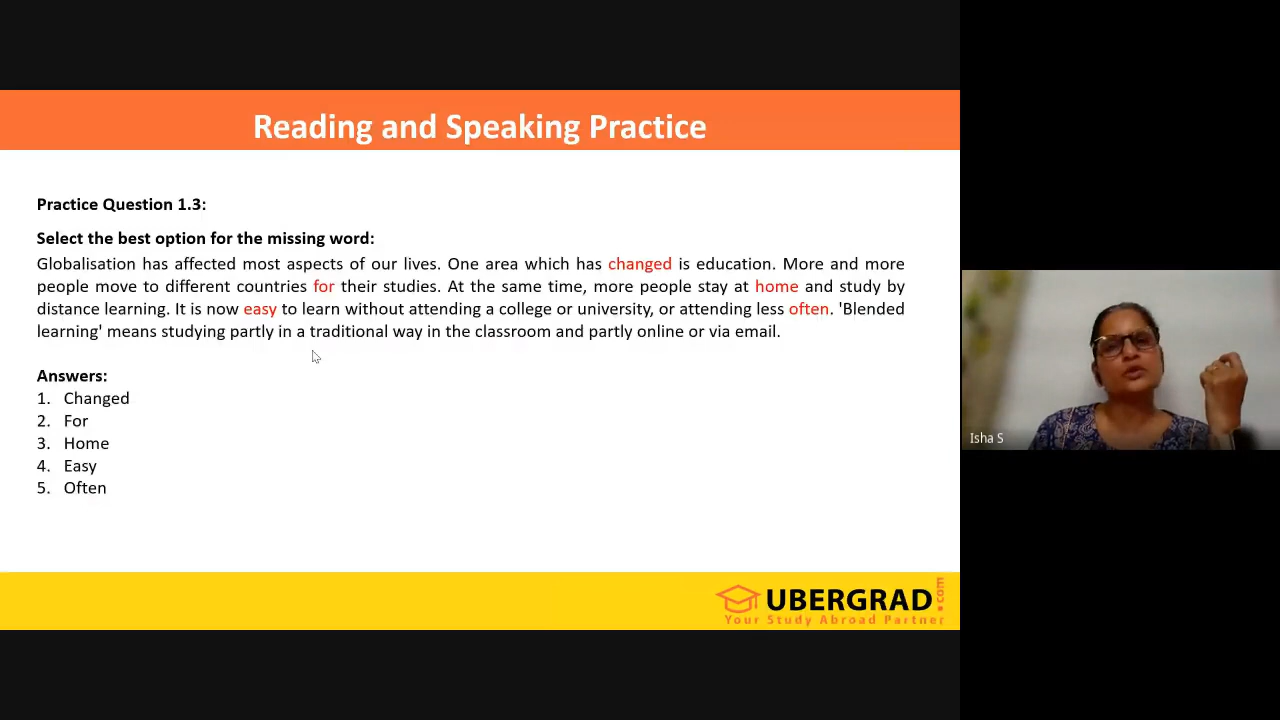 Reading and Speaking Practice
Practice Question 1.3:
Select the best option for the missing word:
Globalisation has affected most aspects of our lives. One area which has changed is education. More and more
people move to different countries for their studies. At the same time, more people stay at home and study by
distance learning. It is now easy to learn without attending a college or university, or attending less often. 'Blended
learning' means studying partly in a traditional way in the classroom and partly online or via email.
Answers:
1. Changed
2. For
3. Home
4. Easy
5. Often
Isha S
UBERGRAD.com
Your Study Abroad Partner